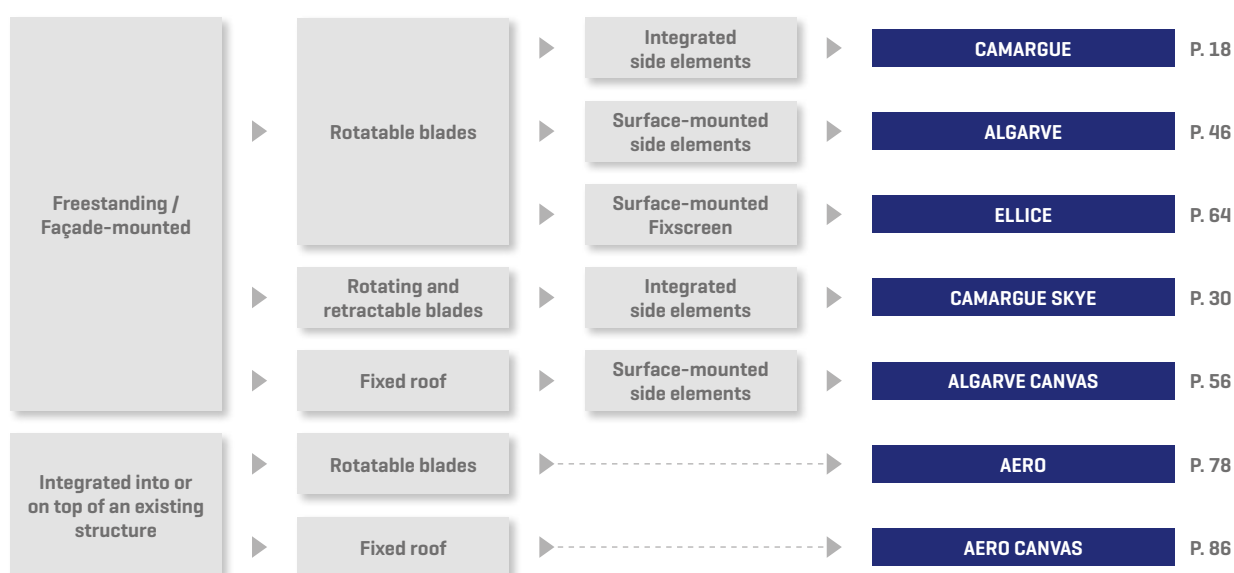 Freestanding /
Façade-mounted
Rotatable blades
Integrated
side elements
CAMARGUE
P. 18
Surface-mounted
side elements
ALGARVE
P. 46
Surface-mounted
Fixscreen
ELLICE
P. 64
Rotating and
retractable blades
Integrated
side elements
CAMARGUE SKYE
P. 30
Fixed roof
Surface-mounted
side elements
ALGARVE CANVAS
P. 56
Integrated into or
on top of an existing
structure
Rotatable blades
AERO
P. 78
Fixed roof
AERO CANVAS
P. 86